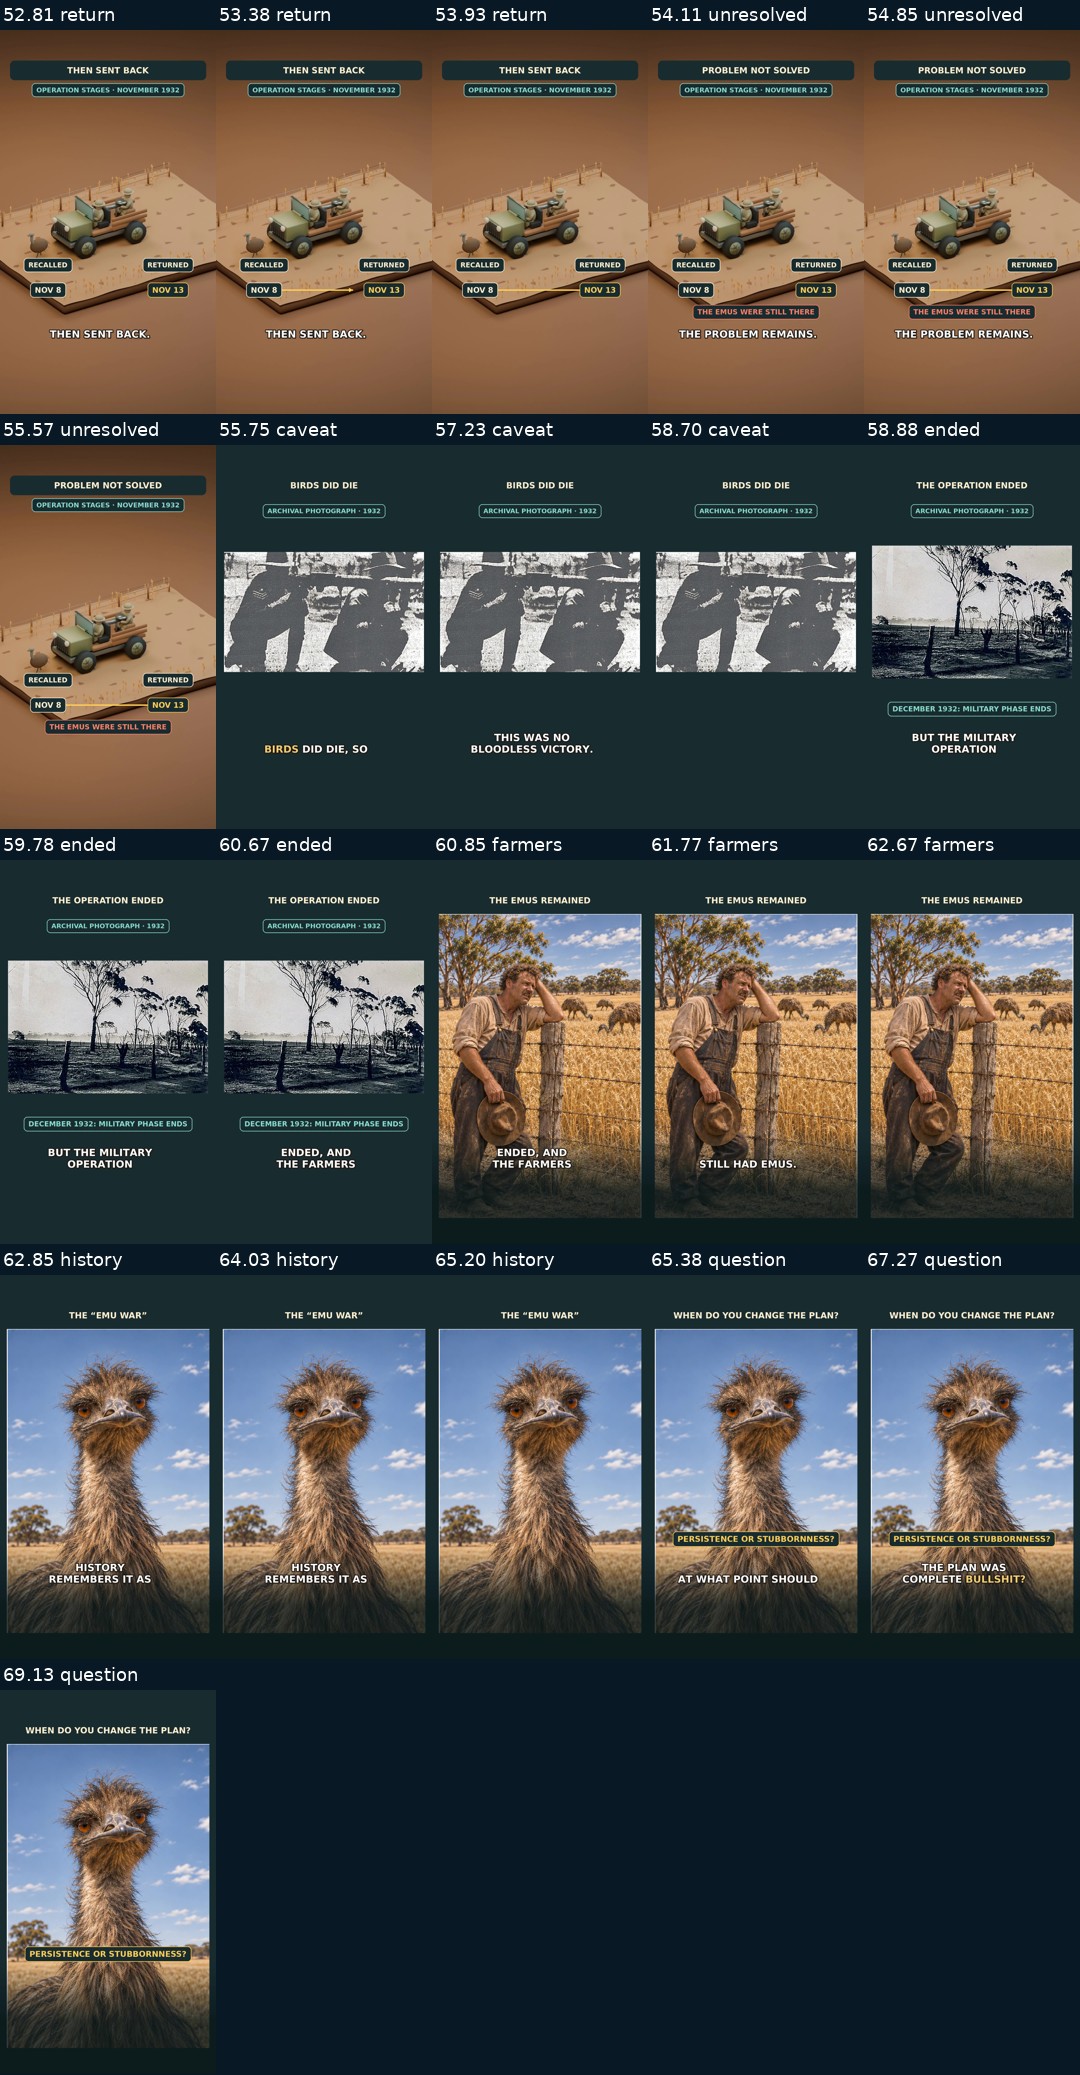 52.81 return
THEN SENT BACK
OPERATION STAGES · NOVEMBER 1932
RECALLED
RETURNED
NOV 8
NOV 13
THEN SENT BACK.
53.38 return
THEN SENT BACK
OPERATION STAGES · NOVEMBER 1932
RECALLED
RETURNED
NOV 8
NOV 13
THEN SENT BACK.
53.93 return
THEN SENT BACK
OPERATION STAGES · NOVEMBER 1932
RECALLED
RETURNED
NOV 8
NOV 13
54.11 unresolved
PROBLEM NOT SOLVED
OPERATION STAGES · NOVEMBER 1932
RECALLED
RETURNED
NOV 8
NOV 13
THE EMUS WERE STILL THERE
THE PROBLEM REMAINS.
54.85 unresolved
PROBLEM NOT SOLVED
OPERATION STAGES · NOVEMBER 1932
RECALLED
RETURNED
NOV 8
NOV 13
THE EMUS WERE STILL THERE
THE PROBLEM REMAINS.
55.57 unresolved
PROBLEM NOT SOLVED
OPERATION STAGES · NOVEMBER 1932
RECALLED
RETURNED
NOV 8
NOV 13
THE EMUS WERE STILL THERE
55.75 caveat
BIRDS DID DIE
ARCHIVAL PHOTOGRAPH · 1932
BIRDS DID DIE, SO
57.23 caveat
BIRDS DID DIE
ARCHIVAL PHOTOGRAPH · 1932
THIS WAS NO
BLOODLESS VICTORY.
58.70 caveat
BIRDS DID DIE
ARCHIVAL PHOTOGRAPH · 1932
58.88 ended
THE OPERATION ENDED
ARCHIVAL PHOTOGRAPH · 1932
DECEMBER 1932: MILITARY PHASE ENDS
BUT THE MILITARY
OPERATION
59.78 ended
THE OPERATION ENDED
ARCHIVAL PHOTOGRAPH · 1932
DECEMBER 1932: MILITARY PHASE ENDS
BUT THE MILITARY
OPERATION
60.67 ended
THE OPERATION ENDED
ARCHIVAL PHOTOGRAPH · 1932
DECEMBER 1932: MILITARY PHASE ENDS
ENDED, AND
THE FARMERS
60.85 farmers
THE EMUS REMAINED
ENDED, AND
THE FARMERS
61.77 farmers
THE EMUS REMAINED
STILL HAD EMUS.
62.67 farmers
THE EMUS REMAINED
62.85 history
THE “EMU WAR”
HISTORY
REMEMBERS IT AS
64.03 history
THE “EMU WAR”
HISTORY
REMEMBERS IT AS
65.20 history
THE “EMU WAR”
65.38 question
WHEN DO YOU CHANGE THE PLAN?
PERSISTENCE OR STUBBORNNESS?
AT WHAT POINT SHOULD
67.27 question
WHEN DO YOU CHANGE THE PLAN?
PERSISTENCE OR STUBBORNNESS?
THE PLAN WAS
COMPLETE BULLSHIT?
69.13 question
WHEN DO YOU CHANGE THE PLAN?
PERSISTENCE OR STUBBORNNESS?